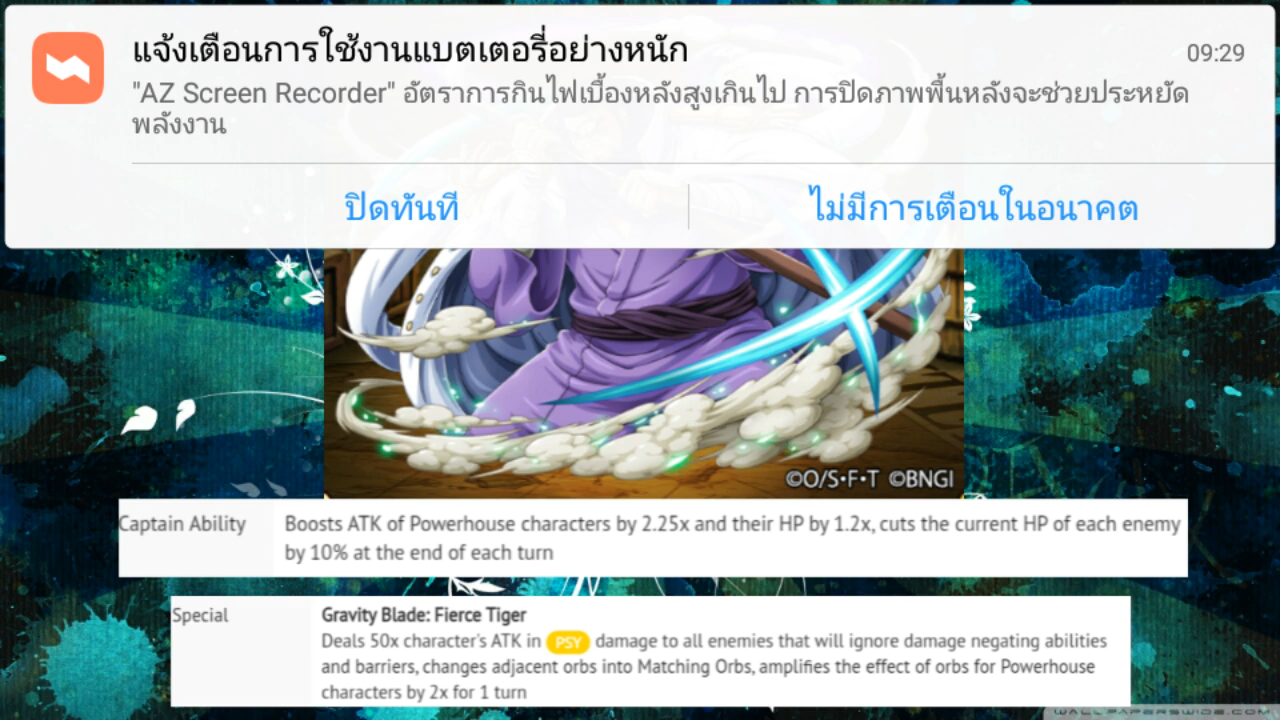 แจ้งเตือนการใช้งานแบตเตอรี่อย่างหนัก
09:29
"AZ Screen Recorder" อัตราการกินไฟเบื้องหลังสูงเกินไป การปิดภาพพื้นหลังจะช่วยประหยัด
พลังงาน
ปิดทันที
ไม่มีการเตือนในอนาคต
©O/S・F・T ©BNGI
Captain Ability
Boosts ATK of Powerhouse characters by 2.25x and their HP by 1.2x, cuts the current HP of each enemy
by 10% at the end of each turn
Special
Gravity Blade: Fierce Tiger
Deals 50x character's ATK in PSY damage to all enemies that will ignore damage negating abilities
and barriers, changes adjacent orbs into Matching Orbs, amplifies the effect of orbs for Powerhouse
characters by 2x for 1 turn
WALLPAPERSWIDE.COM